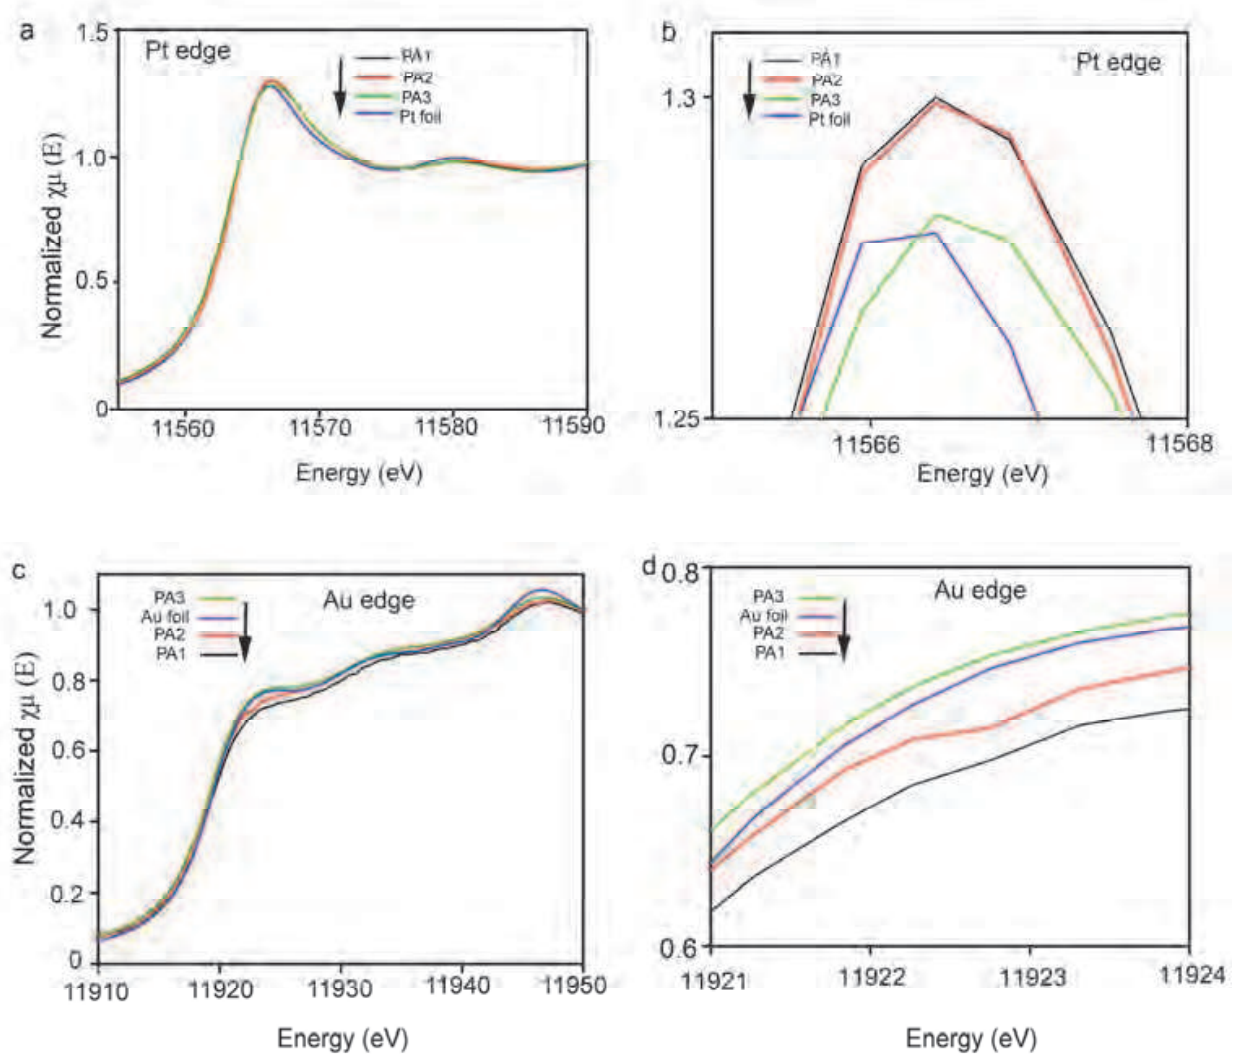 a
1.5
Pt edge
PA1
PA2
PA3
Pt foil
1.0
0.5
0
Normalized χμ (E)
11560 11570 11580 11590
Energy (eV)
b
PA1
PA2
PA3
Pt foil
Pt edge
1.3
1.25
11566 11568
Energy (eV)
c
PA3
Au foil
PA2
PA1
Au edge
1.0
0.8
0.6
0.4
0.2
0
Normalized χμ (E)
11910 11920 11930 11940 11950
Energy (eV)
d
0.8
PA3
Au foil
PA2
PA1
Au edge
0.7
0.6
11921 11922 11923 11924
Energy (eV)